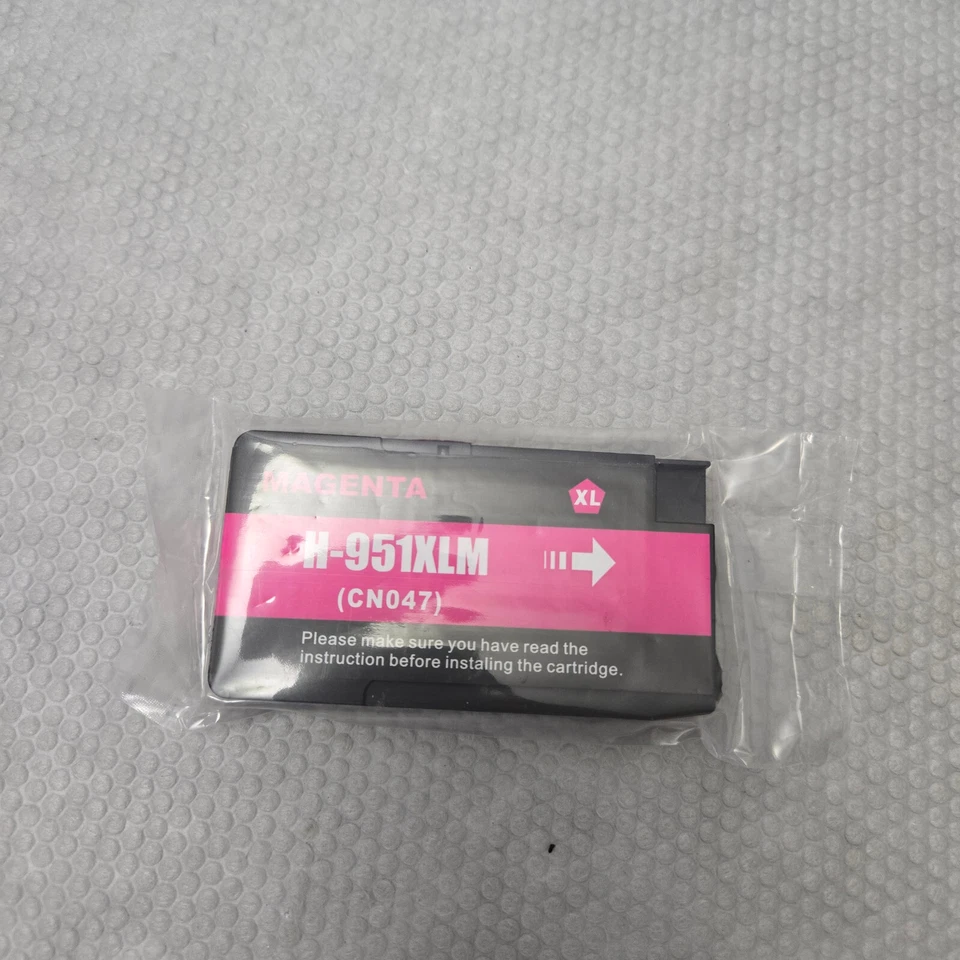 MAGENTA
XL
H-951XLM
(CN047)
Please make sure you have read the
instruction before instaling the cartridge.